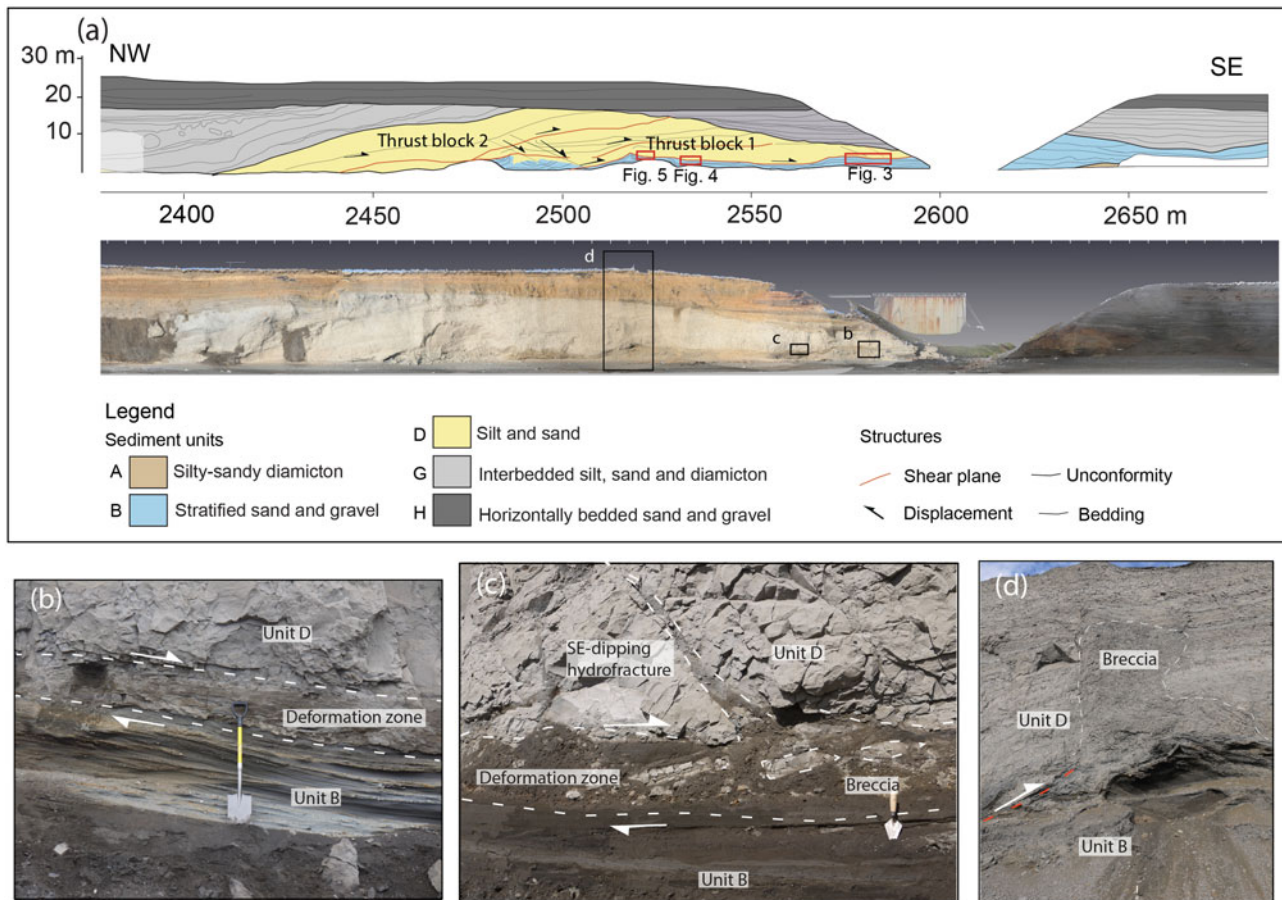 (a)
NW
SE
30 m
20
10
Thrust block 2
Thrust block 1
Fig. 5
Fig. 4
Fig. 3
2400
2450
2500
2550
2600
2650 m
d
c
b
Legend
Sediment units
A Silty-sandy diamicton
B Stratified sand and gravel
D Silt and sand
G Interbedded silt, sand and diamicton
H Horizontally bedded sand and gravel
Structures
Shear plane
Unconformity
Displacement
Bedding
(b)
Unit D
Deformation zone
Unit B
(c)
SE-dipping
hydrofracture
Unit D
Deformation zone
Breccia
Unit B
(d)
Breccia
Unit D
Unit B